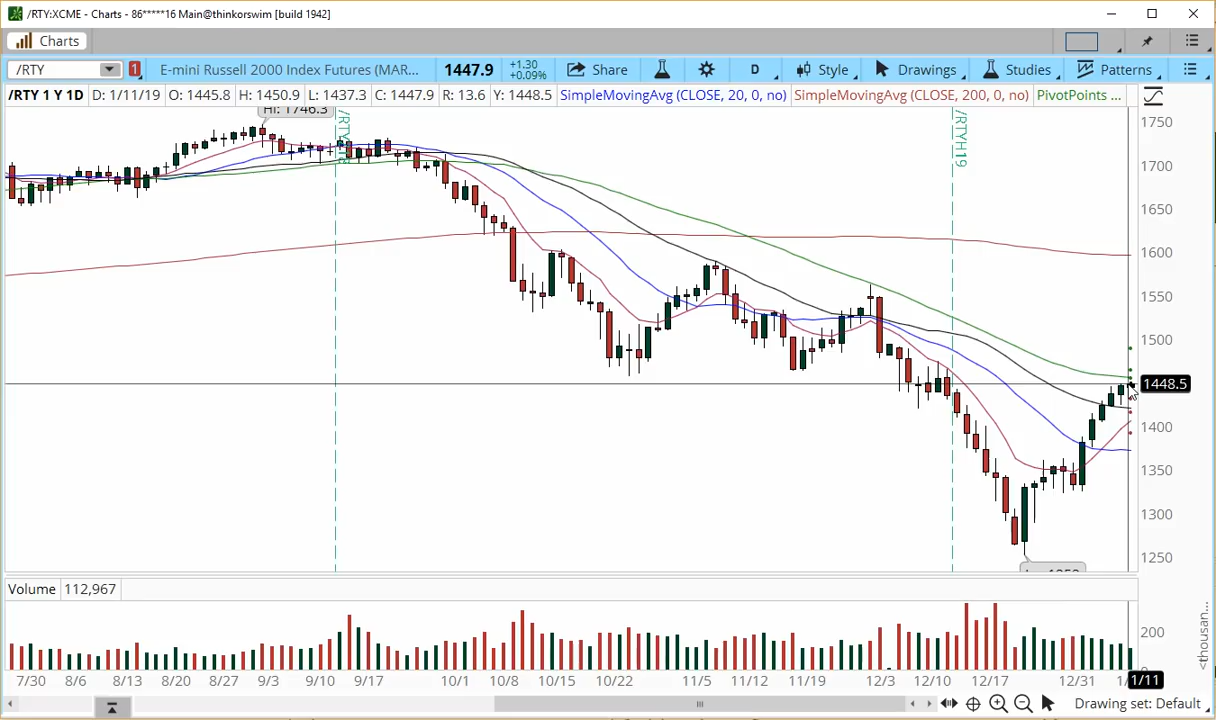 /RTY:XCME - Charts - 86*****16 Main@thinkorswim [build 1942]
Charts
/RTY 1 E-mini Russell 2000 Index Futures (MAR... 1447.9 +1.30 +0.09% Share D Style Drawings Studies Patterns
/RTY 1 Y 1D D: 1/11/19 O: 1445.8 H: 1450.9 L: 1437.3 C: 1447.9 R: 13.6 Y: 1448.5 SimpleMovingAvg (CLOSE, 20, 0, no) SimpleMovingAvg (CLOSE, 200, 0, no) PivotPoints ...
Hi: 1746.3
/RTYH19
1750
1700
1650
1600
1550
1500
1448.5
1400
1350
1300
1250
Volume 112,967
200
<thousan...
7/30 8/6 8/13 8/20 8/27 9/3 9/10 9/17 10/1 10/8 10/15 10/22 11/5 11/12 11/19 12/3 12/10 12/17 12/31 1/11
Drawing set: Default